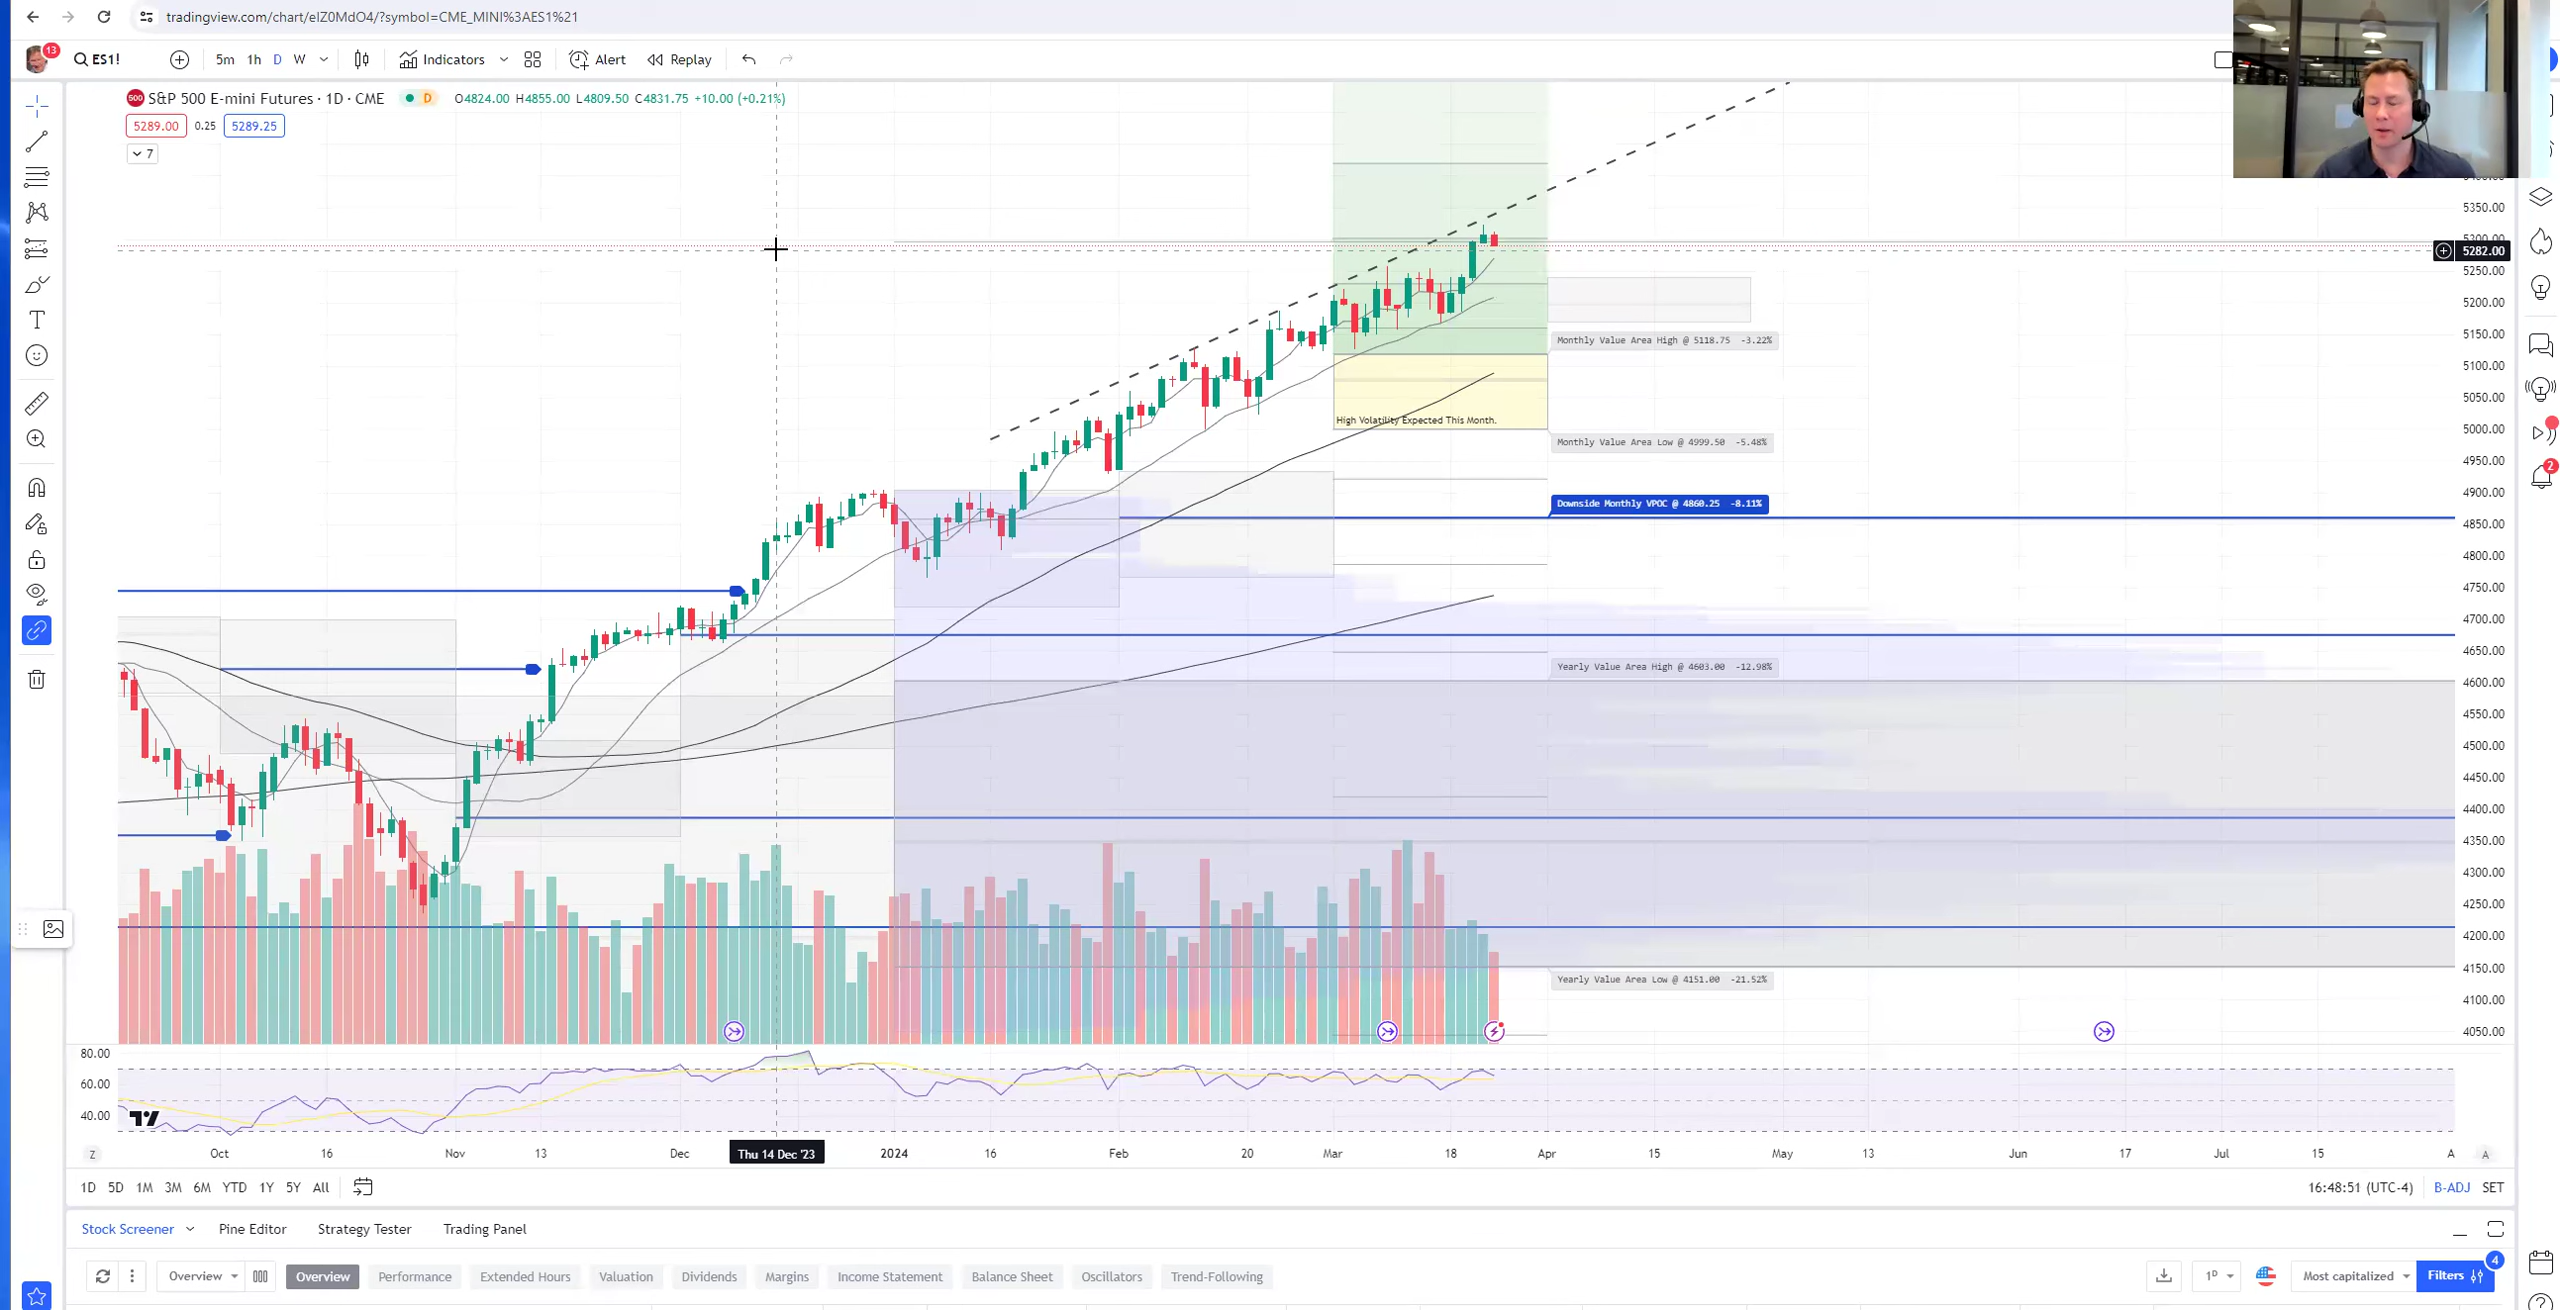 tradingview.com/chart/eIZ0MdO4/?symbol=CME_MINI%3AES1%21
13
ES1!
5m 1h D W
Indicators
Alert
Replay
500 S&P 500 E-mini Futures · 1D · CME D O4824.00 H4855.00 L4809.50 C4831.75 +10.00 (+0.21%)
5289.00 0.25 5289.25
7
5350.00
5300.00
5282.00
5250.00
5200.00
5150.00
Monthly Value Area High @ 5118.75 -3.22%
5100.00
5050.00
High Volatility Expected This Month.
5000.00
Monthly Value Area Low @ 4999.50 -5.48%
4950.00
4900.00
Downside Monthly VPOC @ 4860.25 -8.11%
4850.00
4800.00
4750.00
4700.00
4650.00
Yearly Value Area High @ 4603.00 -12.98%
4600.00
4550.00
4500.00
4450.00
4400.00
4350.00
4300.00
4250.00
4200.00
4150.00
Yearly Value Area Low @ 4151.00 -21.52%
4100.00
4050.00
2
80.00
60.00
40.00
Z Oct 16 Nov 13 Dec Thu 14 Dec '23 2024 16 Feb 20 Mar 18 Apr 15 May 13 Jun 17 Jul 15 A A
1D 5D 1M 3M 6M YTD 1Y 5Y All
16:48:51 (UTC-4) B-ADJ SET
Stock Screener Pine Editor Strategy Tester Trading Panel
Overview Overview Performance Extended Hours Valuation Dividends Margins Income Statement Balance Sheet Oscillators Trend-Following
1D Most capitalized Filters 4